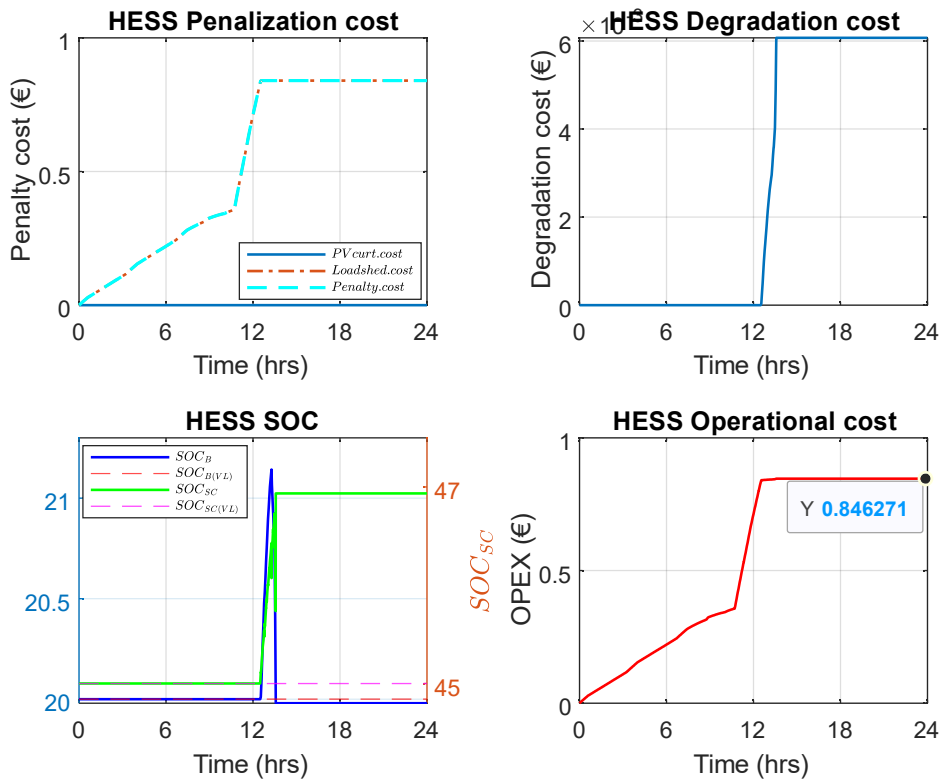 HESS Penalization cost
1
0.5
0
Penalty cost (€)
PVcurt.cost
Loadshed.cost
Penalty.cost
0 6 12 18 24
Time (hrs)
× 10
HESS Degradation cost
6
4
2
0
Degradation cost (€)
0 6 12 18 24
Time (hrs)
HESS SOC
SOC_B
SOC_B(VL)
SOC_SC
SOC_SC(VL)
21
20.5
20
47
45
SOC_SC
0 6 12 18 24
Time (hrs)
HESS Operational cost
1
0.5
0
OPEX (€)
Y 0.846271
0 6 12 18 24
Time (hrs)